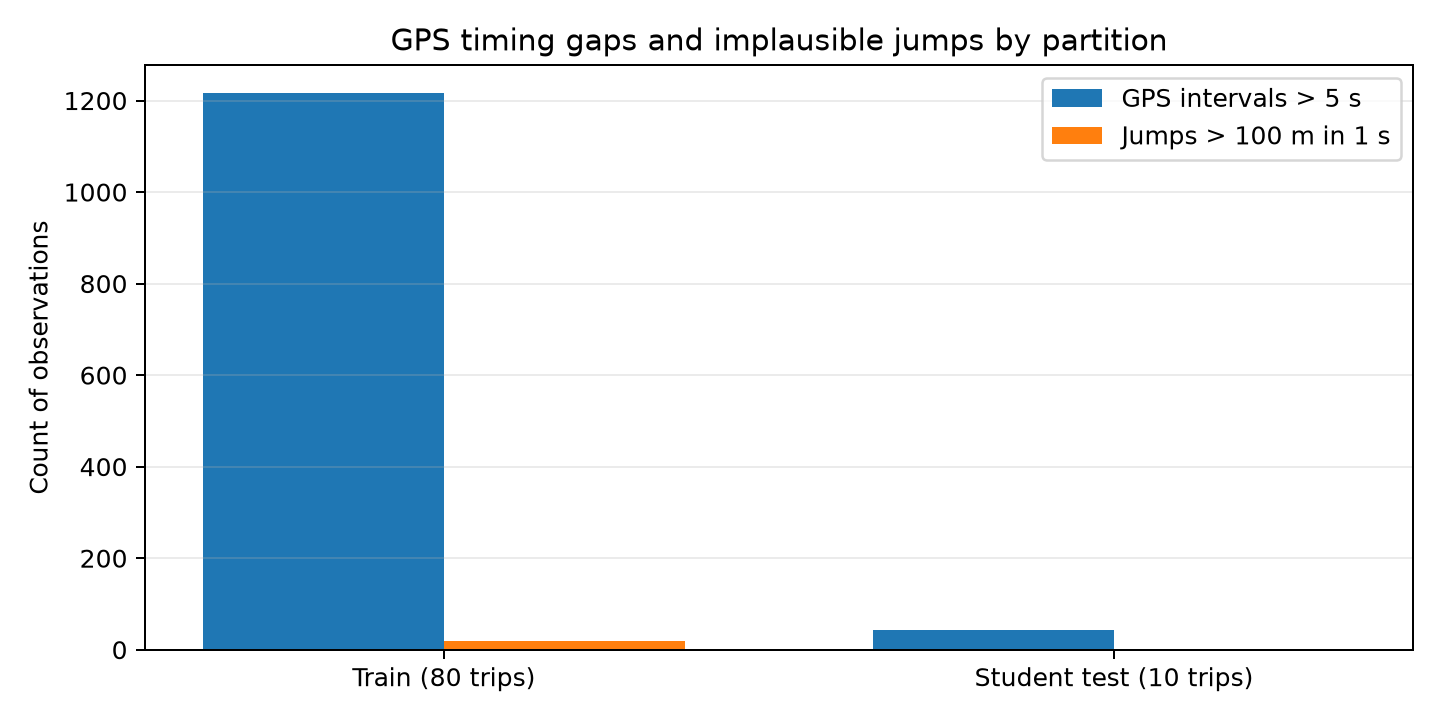 GPS timing gaps and implausible jumps by partition
GPS intervals > 5 s
Jumps > 100 m in 1 s
Count of observations
1200
1000
800
600
400
200
0
Train (80 trips)
Student test (10 trips)